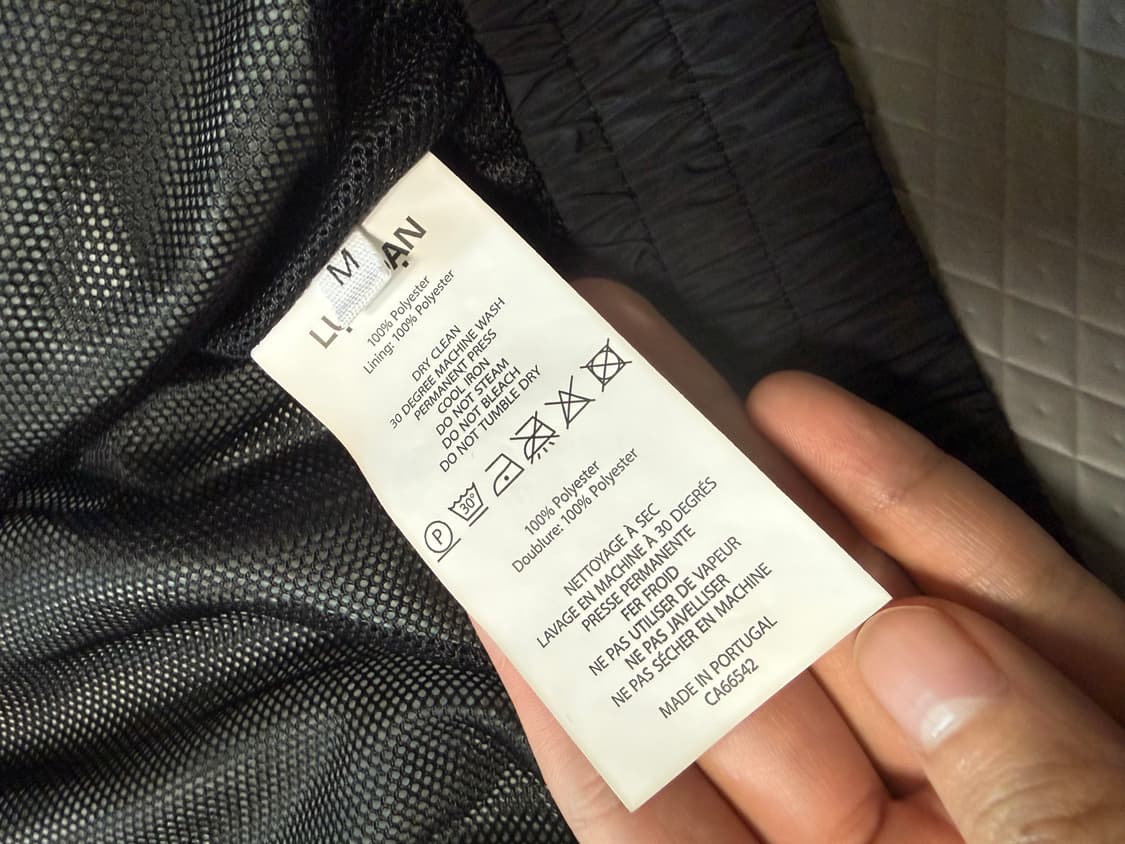 M
100% Polyester
Lining: 100% Polyester
DRY CLEAN
30 DEGREE MACHINE WASH
PERMANENT PRESS
COOL IRON
DO NOT STEAM
DO NOT BLEACH
DO NOT TUMBLE DRY
P 30°
100% Polyester
Doublure: 100% Polyester
NETTOYAGE À SEC
LAVAGE EN MACHINE À 30 DEGRÉS
PRESSE PERMANENTE
FER FROID
NE PAS UTILISER DE VAPEUR
NE PAS JAVELLISER
NE PAS SÉCHER EN MACHINE
MADE IN PORTUGAL
CA66542